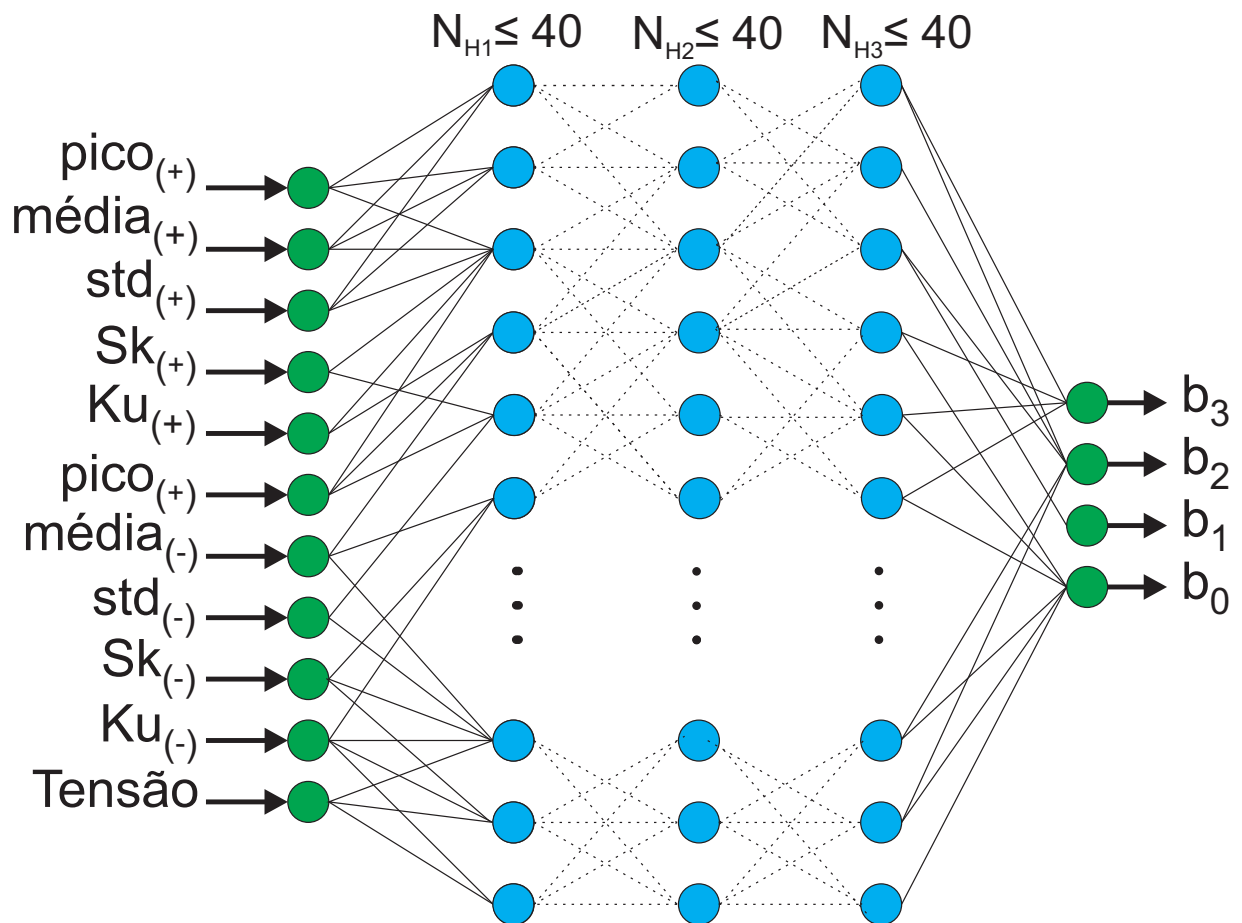 N_H1 ≤ 40 N_H2 ≤ 40 N_H3 ≤ 40
pico(+)
média(+)
std(+)
Sk(+)
Ku(+)
pico(+)
média(-)
std(-)
Sk(-)
Ku(-)
Tensão
b3
b2
b1
b0